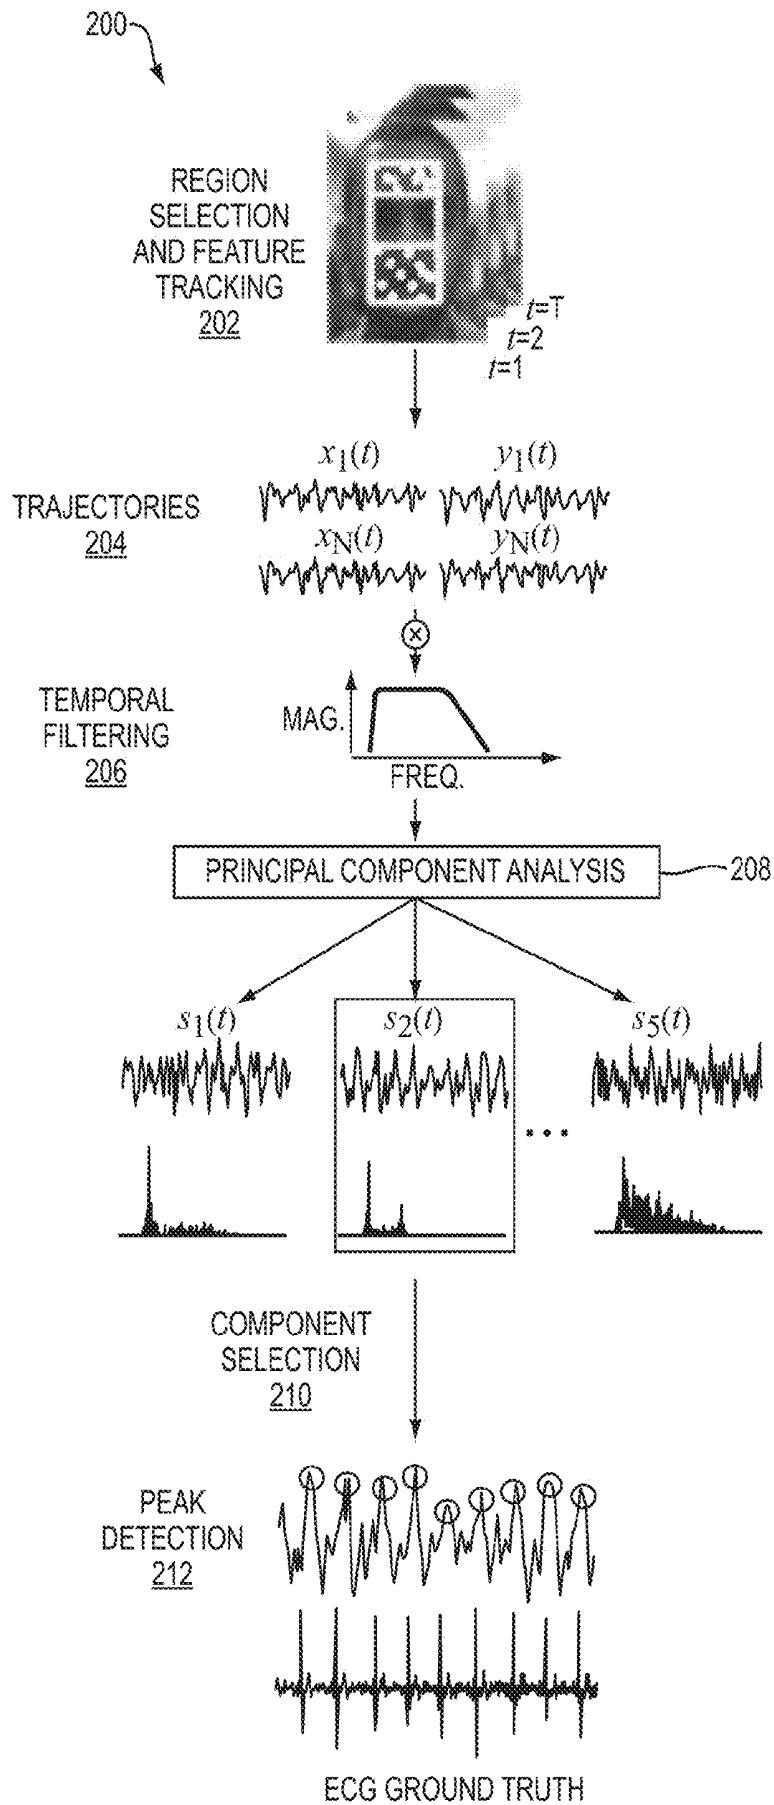 200
REGION
SELECTION
AND FEATURE
TRACKING
202
t=T
t=2
t=1
x1(t)
y1(t)
TRAJECTORIES
204
xN(t)
yN(t)
TEMPORAL
FILTERING
206
MAG.
FREQ.
PRINCIPAL COMPONENT ANALYSIS
208
s1(t)
s2(t)
s5(t)
COMPONENT
SELECTION
210
PEAK
DETECTION
212
ECG GROUND TRUTH